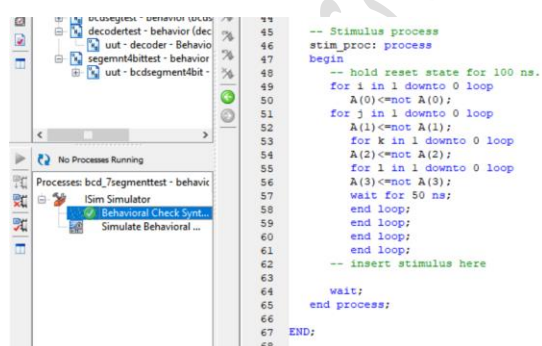 bcdsegtest - behavior (bcds
decodertest - behavior (dec
uut - decoder - Behavio
segemnt4bittest - behavior
uut - bcdsegment4bit -
No Processes Running
Processes: bcd_7segmenttest - behavic
ISim Simulator
Behavioral Check Synt...
Simulate Behavioral ...
44
45 -- Stimulus process
46 stim_proc: process
47 begin
48 -- hold reset state for 100 ns.
49 for i in 1 downto 0 loop
50 A(0)<=not A(0);
51 for j in 1 downto 0 loop
52 A(1)<=not A(1);
53 for k in 1 downto 0 loop
54 A(2)<=not A(2);
55 for l in 1 downto 0 loop
56 A(3)<=not A(3);
57 wait for 50 ns;
58 end loop;
59 end loop;
60 end loop;
61 end loop;
62 -- insert stimulus here
63
64 wait;
65 end process;
66
67 END;
68